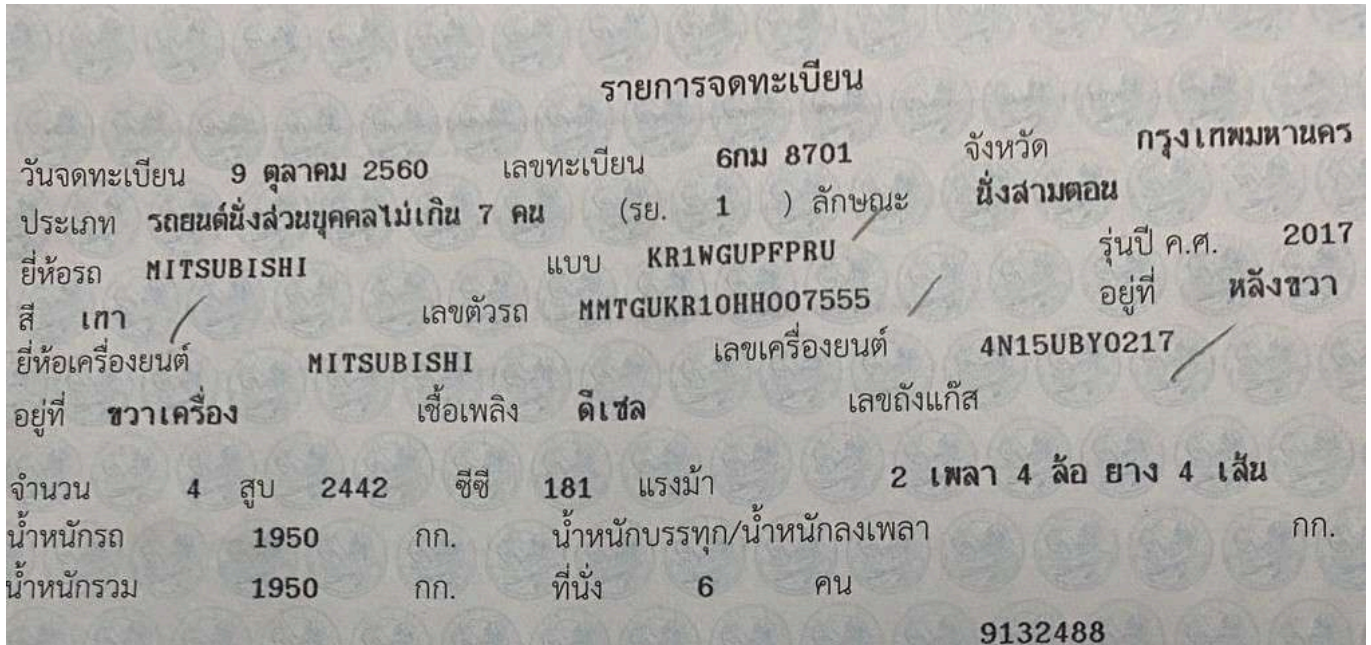 รายการจดทะเบียน
วันจดทะเบียน 9 ตุลาคม 2560 เลขทะเบียน 6กม 8701 จังหวัด กรุงเทพมหานคร
ประเภท รถยนต์นั่งส่วนบุคคลไม่เกิน 7 คน (รย. 1 ) ลักษณะ นั่งสามตอน
ยี่ห้อรถ MITSUBISHI แบบ KR1WGUPFPRU รุ่นปี ค.ศ. 2017
สี เทา เลขตัวรถ MMTGUKR10HH007555 อยู่ที่ หลังขวา
ยี่ห้อเครื่องยนต์ MITSUBISHI เลขเครื่องยนต์ 4N15UBY0217
อยู่ที่ ขวาเครื่อง เชื้อเพลิง ดีเซล เลขถังแก๊ส
จำนวน 4 สูบ 2442 ซีซี 181 แรงม้า 2 เพลา 4 ล้อ ยาง 4 เส้น
น้ำหนักรถ 1950 กก. น้ำหนักบรรทุก/น้ำหนักลงเพลา กก.
น้ำหนักรวม 1950 กก. ที่นั่ง 6 คน
9132488